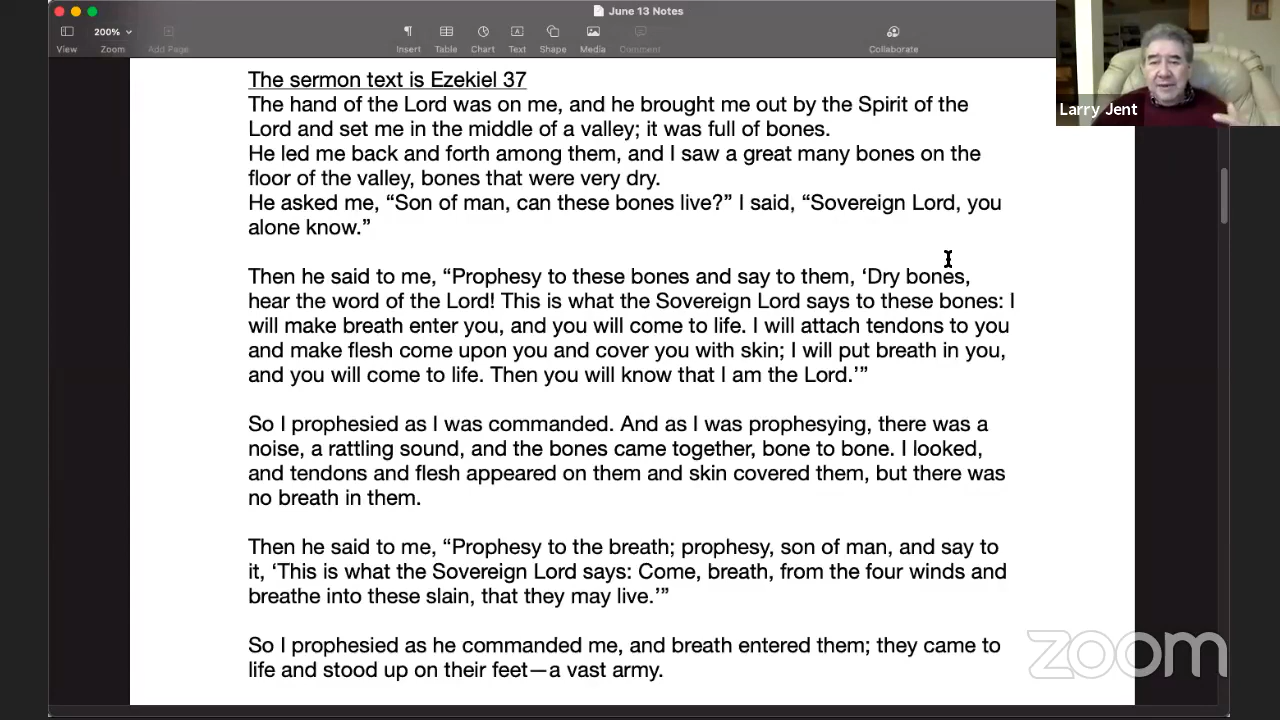 June 13 Notes
200%
View
Zoom
Add Page
Insert
Table
Chart
Text
Shape
Media
Comment
Collaborate
Larry Jent
The sermon text is Ezekiel 37
The hand of the Lord was on me, and he brought me out by the Spirit of the
Lord and set me in the middle of a valley; it was full of bones.
He led me back and forth among them, and I saw a great many bones on the
floor of the valley, bones that were very dry.
He asked me, “Son of man, can these bones live?” I said, “Sovereign Lord, you
alone know.”
Then he said to me, “Prophesy to these bones and say to them, ‘Dry bones,
hear the word of the Lord! This is what the Sovereign Lord says to these bones: I
will make breath enter you, and you will come to life. I will attach tendons to you
and make flesh come upon you and cover you with skin; I will put breath in you,
and you will come to life. Then you will know that I am the Lord.’”
So I prophesied as I was commanded. And as I was prophesying, there was a
noise, a rattling sound, and the bones came together, bone to bone. I looked,
and tendons and flesh appeared on them and skin covered them, but there was
no breath in them.
Then he said to me, “Prophesy to the breath; prophesy, son of man, and say to
it, ‘This is what the Sovereign Lord says: Come, breath, from the four winds and
breathe into these slain, that they may live.’”
So I prophesied as he commanded me, and breath entered them; they came to
life and stood up on their feet—a vast army.
zoom